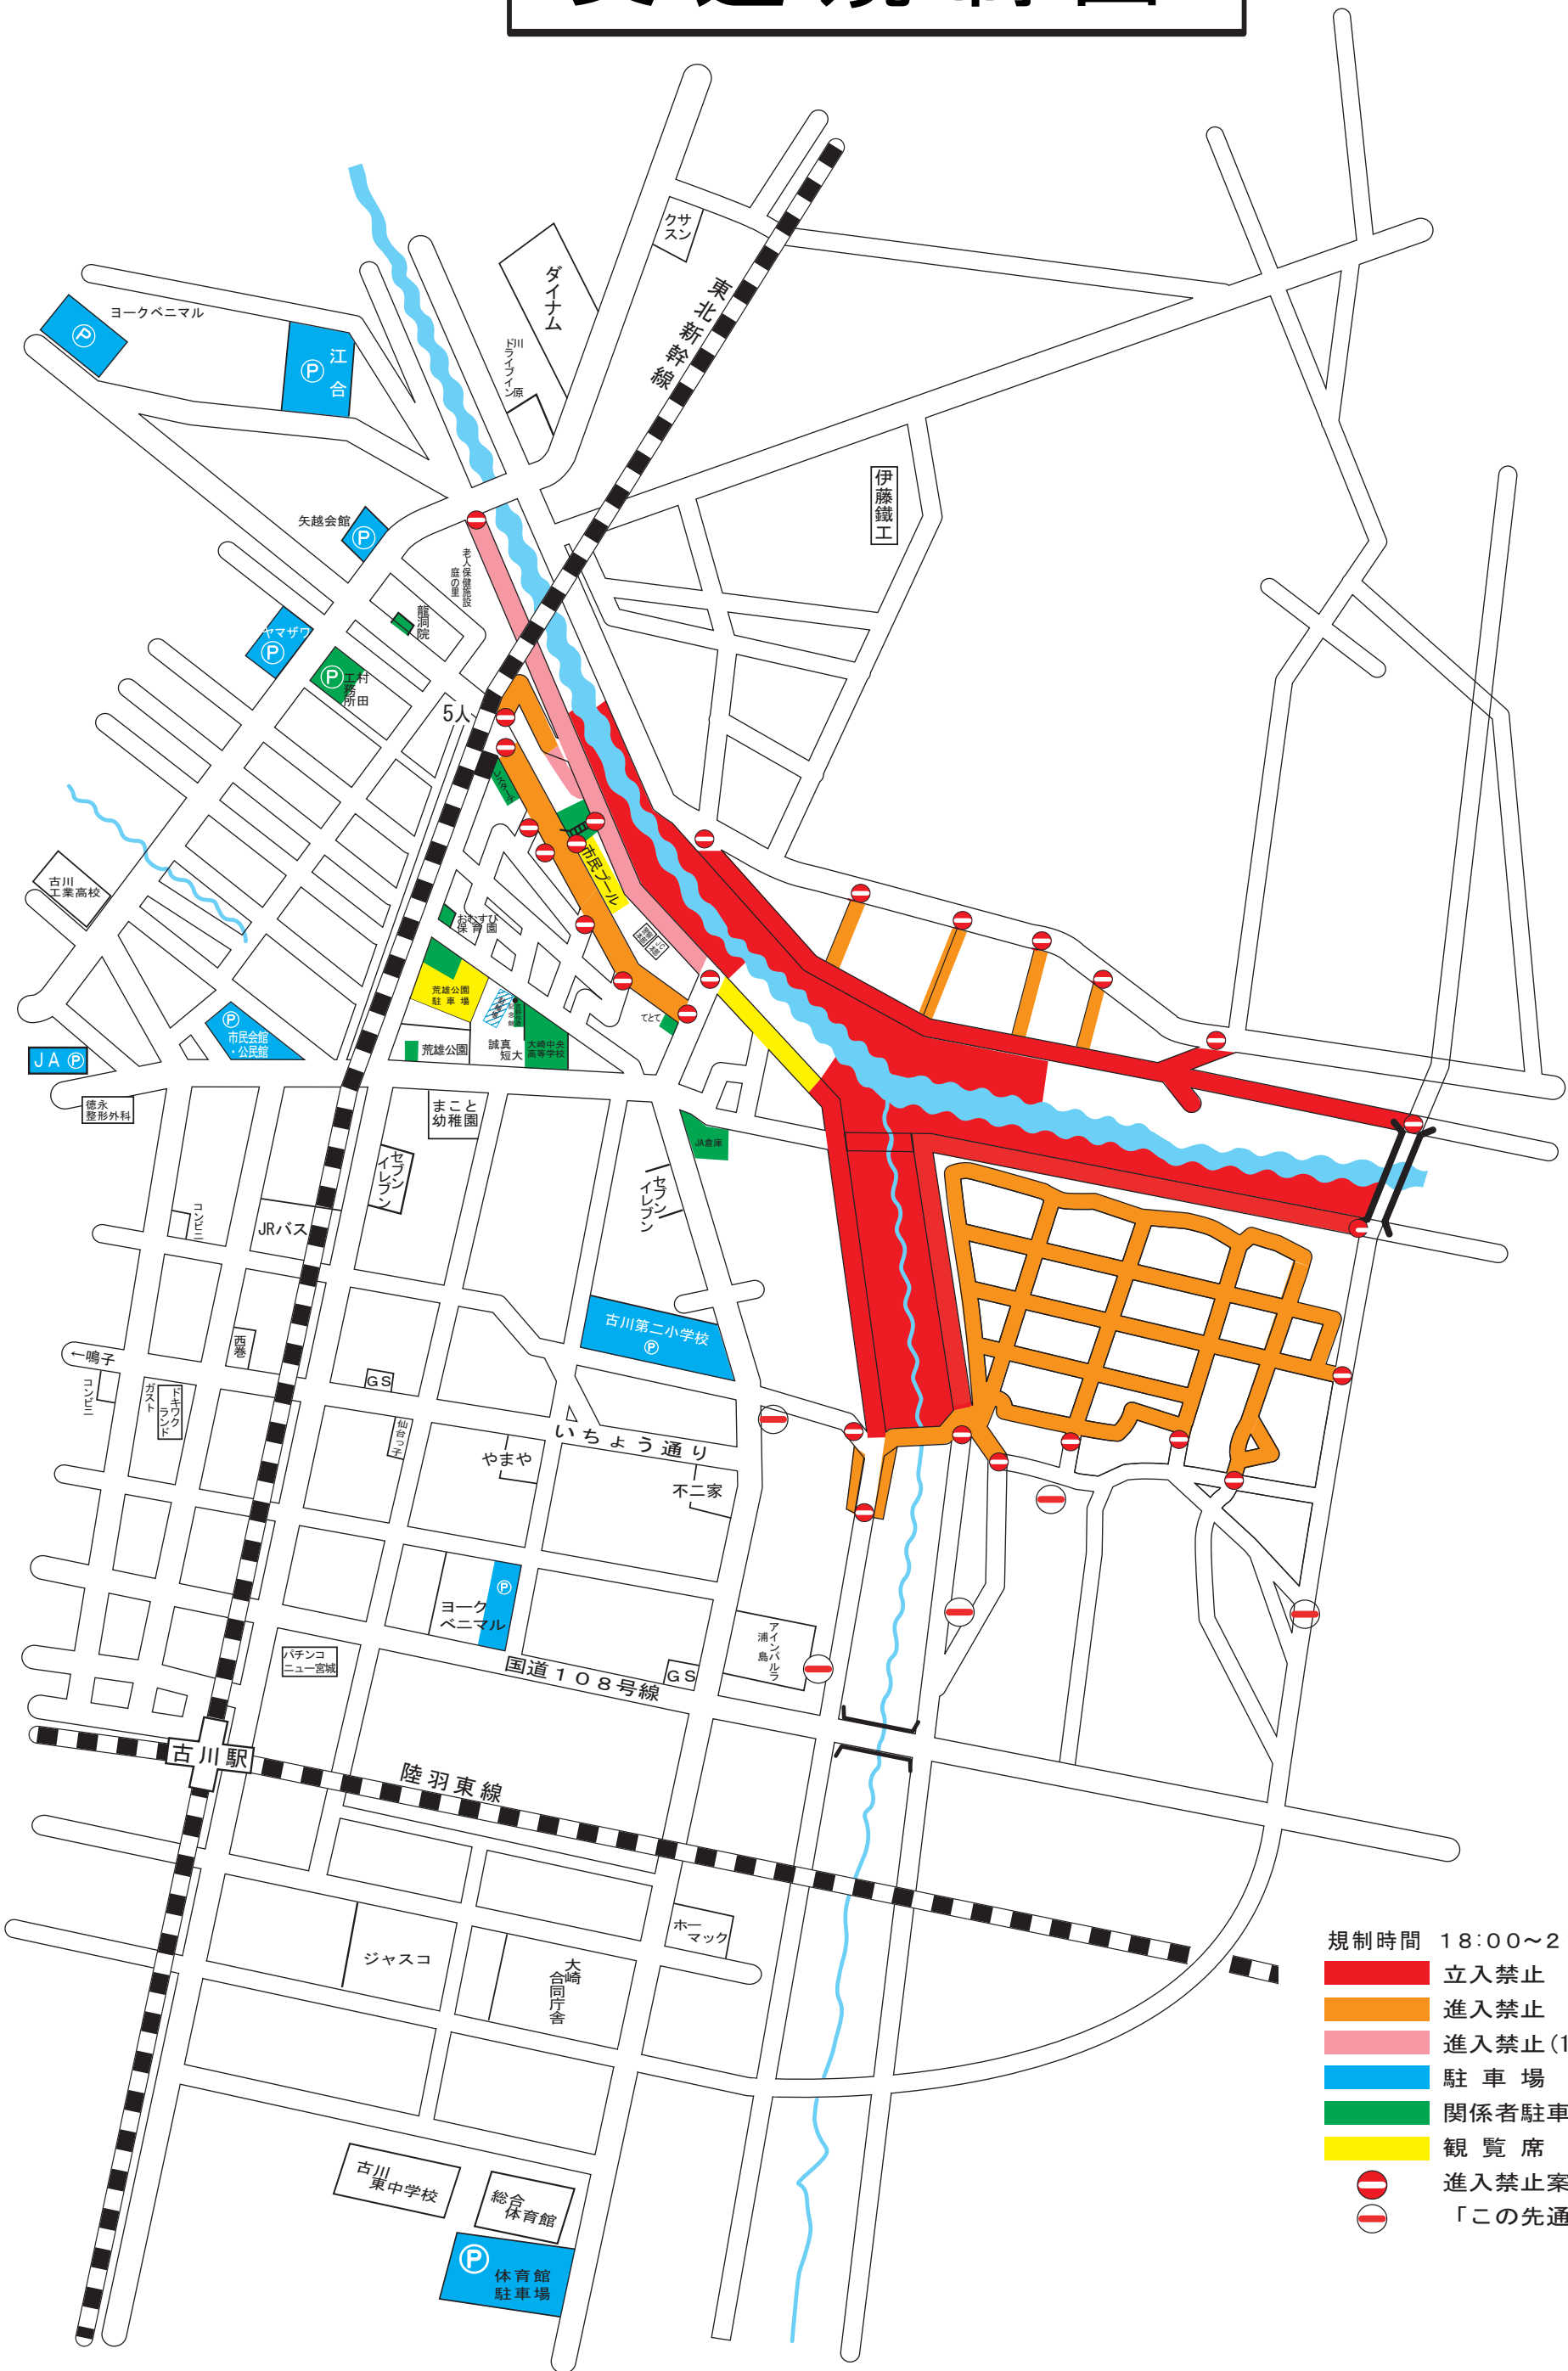 クサスン
ダイナム
東北新幹線
川原
ドライブイン
ヨークベニマル
Ⓟ
江合
Ⓟ
伊藤鐵工
矢越会館
Ⓟ
老人保健施設
庭の里
龍洞院
ヤマザワ
Ⓟ
Ⓟ
村田
工務所
5人
市民プール
古川
工業高校
おむすび
保育園
荒雄公園
駐車場
てとて
Ⓟ
市民会館
・公民館
荒雄公園
誠真
短大
大崎中央
高等学校
JA Ⓟ
徳永
整形外科
まこと
幼稚園
JA倉庫
セブン
イレブン
セブン
イレブン
コンビニ
JRバス
古川第二小学校
Ⓟ
西巻
←鳴子
コンビニ
ガスト
ドキワク
ランド
GS
仙台っ子
いちょう通り
やまや
不二家
ヨーク
ベニマル
Ⓟ
アインパルラ
浦島
パチンコ
ニュー宮城
国道108号線
GS
古川駅
陸羽東線
ホー
マック
ジャスコ
大崎
合同庁舎
規制時間 18:00~2
立入禁止
進入禁止
進入禁止(1
駐車場
関係者駐車
観覧席
進入禁止案
「この先通
古川
東中学校
総合
体育館
Ⓟ
体育館
駐車場